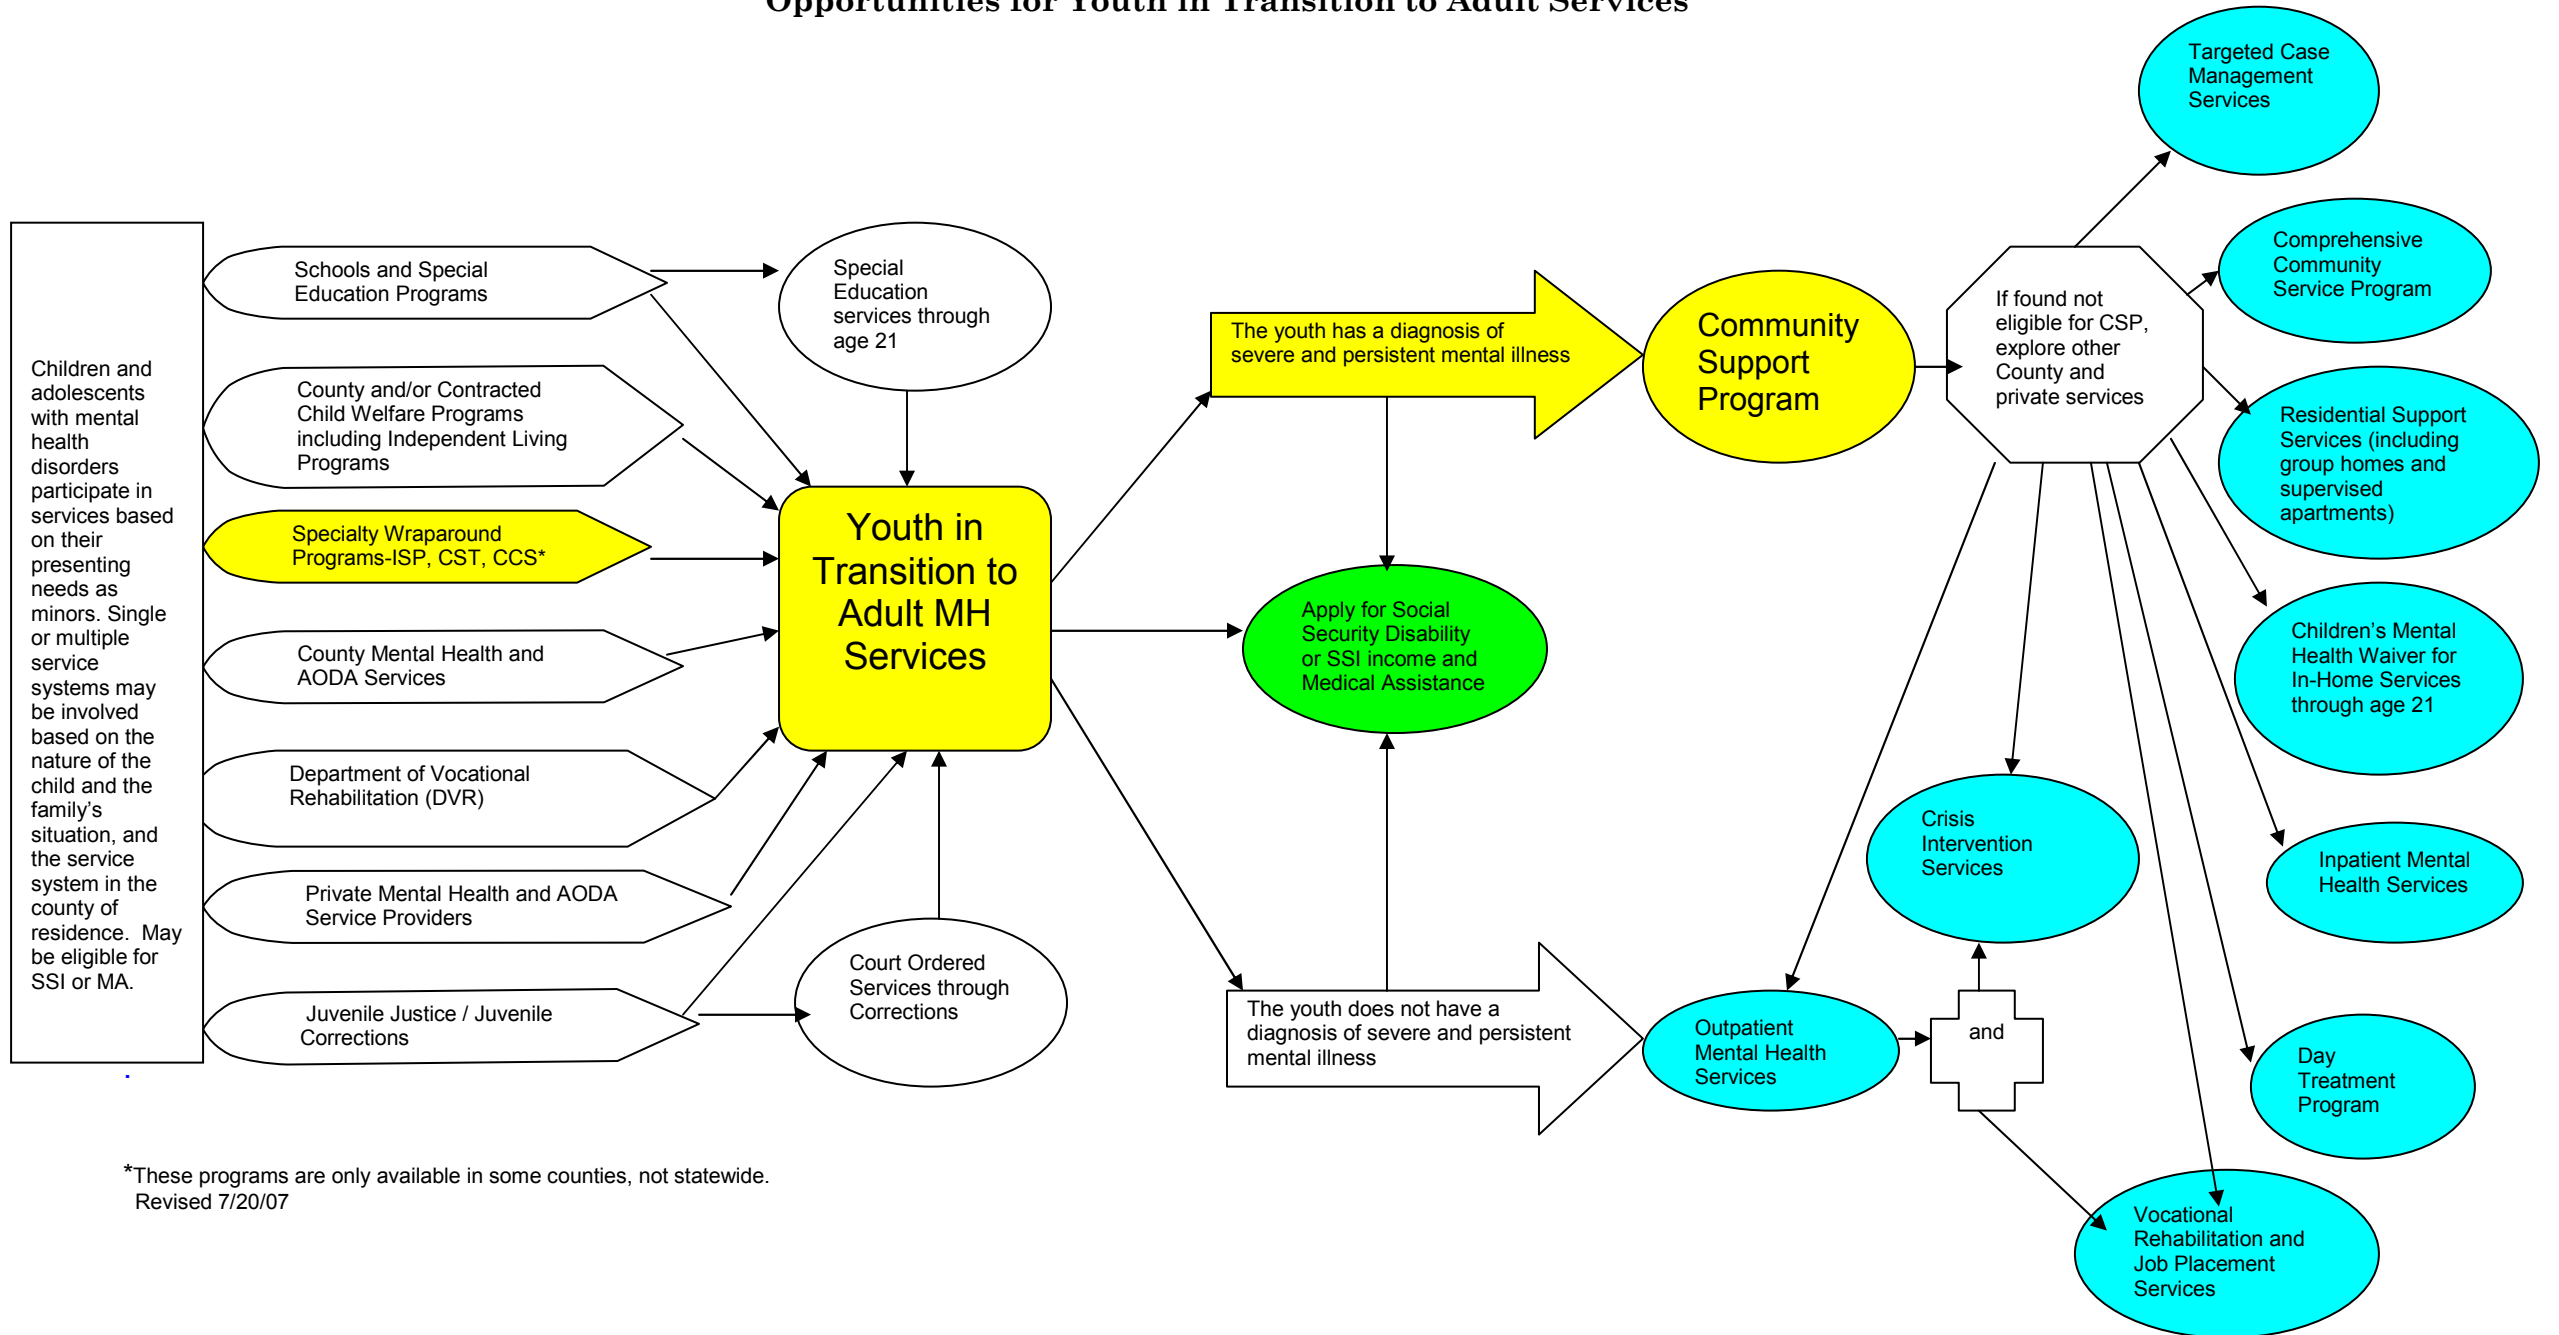 Opportunities for Youth in Transition to Adult Services
Children and
adolescents
with mental
health
disorders
participate in
services based
on their
presenting
needs as
minors. Single
or multiple
service
systems may
be involved
based on the
nature of the
child and the
family's
situation, and
the service
system in the
county of
residence.  May
be eligible for
SSI or MA.
Schools and Special
Education Programs
County and/or Contracted
Child Welfare Programs
including Independent Living
Programs
Specialty Wraparound
Programs-ISP, CST, CCS*
County Mental Health and
AODA Services
Department of Vocational
Rehabilitation (DVR)
Private Mental Health and AODA
Service Providers
Juvenile Justice / Juvenile
Corrections
Special
Education
services through
age 21
Youth in
Transition to
Adult MH
Services
Court Ordered
Services through
Corrections
The youth has a diagnosis of
severe and persistent mental illness
Apply for Social
Security Disability
or SSI income and
Medical Assistance
The youth does not have a
diagnosis of severe and persistent
mental illness
Community
Support
Program
If found not
eligible for CSP,
explore other
County and
private services
Targeted Case
Management
Services
Comprehensive
Community
Service Program
Residential Support
Services (including
group homes and
supervised
apartments)
Children's Mental
Health Waiver for
In-Home Services
through age 21
Inpatient Mental
Health Services
Day
Treatment
Program
Crisis
Intervention
Services
Outpatient
Mental Health
Services
and
Vocational
Rehabilitation and
Job Placement
Services
*These programs are only available in some counties, not statewide.
Revised 7/20/07